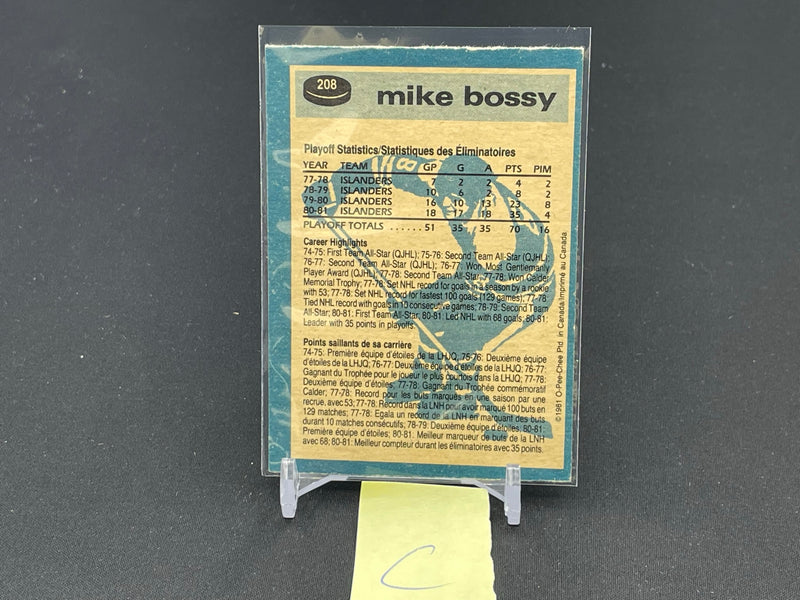 208
mike bossy
Playoff Statistics/Statistiques des Éliminatoires
YEAR TEAM GP G A PTS PIM
77-78 ISLANDERS 7 2 2 4 2
78-79 ISLANDERS 10 6 2 8 2
79-80 ISLANDERS 16 10 13 23 8
80-81 ISLANDERS 18 17 18 35 4
PLAYOFF TOTALS ...... 51 35 35 70 16
Career Highlights
74-75: First Team All-Star (QJHL); 75-76: Second Team All-Star (QJHL);
76-77: Second Team All-Star (QJHL); 76-77: Won Most Gentlemanly
Player Award (QJHL); 77-78: Second Team All-Star; 77-78: Won Calder
Memorial Trophy; 77-78: Set NHL record for goals in a season by a rookie
with 53; 77-78: Set NHL record for fastest 100 goals (129 games); 77-78:
Tied NHL record with goals in 10 consecutive games; 78-79: Second Team
All-Star; 80-81: First Team All-Star; 80-81: Led NHL with 68 goals; 80-81:
Leader with 35 points in playoffs.
Points saillants de sa carrière
74-75: Première équipe d'étoiles de la LHJQ; 75-76: Deuxième équipe
d'étoiles de la LHJQ; 76-77: Deuxième équipe d'étoiles de la LHJQ; 76-77:
Gagnant du Trophée pour le joueur le plus courtois dans la LHJQ; 77-78:
Deuxième équipe d'étoiles; 77-78: Gagnant du Trophée commémoratif
Calder; 77-78: Record pour les buts marqués en une saison par une
recrue, avec 53; 77-78: Record dans la LNH pour avoir marqué 100 buts en
129 matches; 77-78: Egala un record de la LNH en marquant des buts
durant 10 matches consécutifs; 78-79: Deuxième équipe d'étoiles; 80-81:
Première équipe d'étoiles; 80-81: Meilleur marqueur de buts de la LNH
avec 68; 80-81: Meilleur compteur durant les éliminatoires avec 35 points.
©1981 O-Pee-Chee Ptd. in Canada/Imprimé au Canada
C